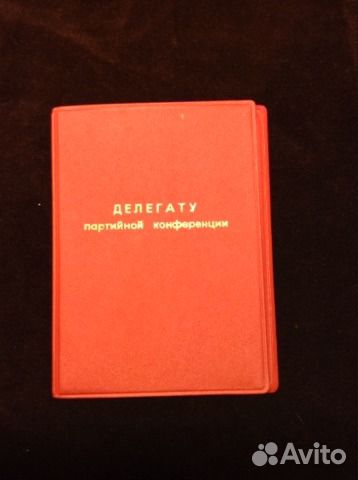 ДЕЛЕГАТУ
партийной конференции
Avito